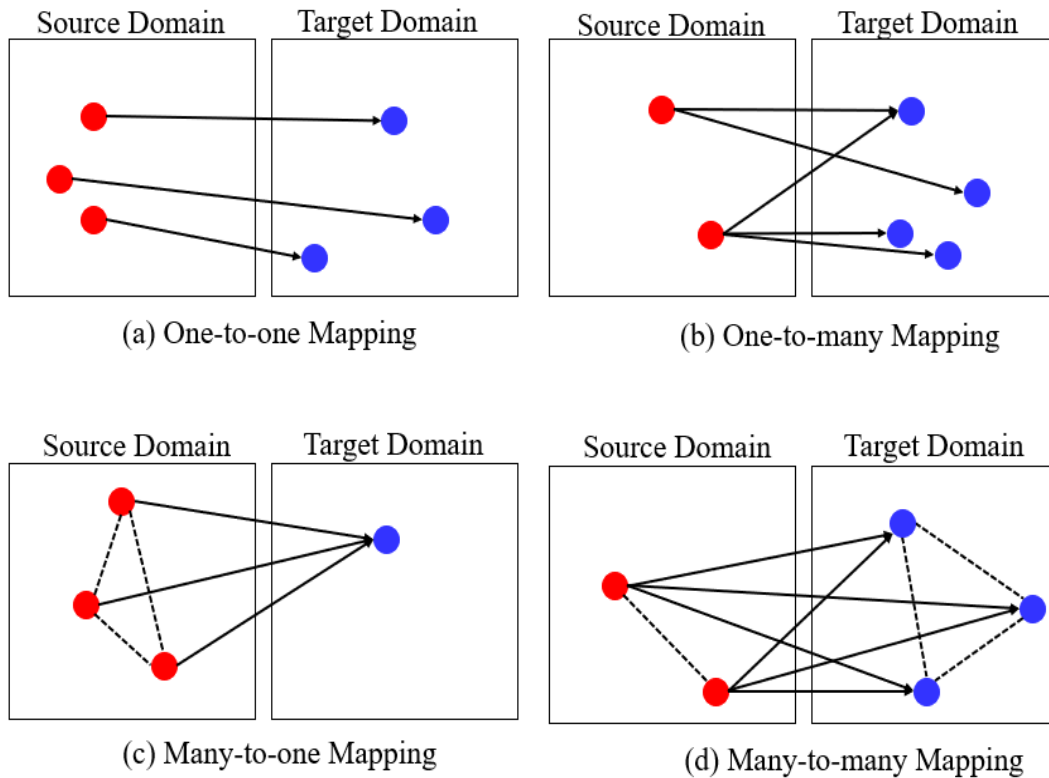 Source Domain Target Domain
Source Domain Target Domain
(a) One-to-one Mapping
(b) One-to-many Mapping
Source Domain Target Domain
Source Domain Target Domain
(c) Many-to-one Mapping
(d) Many-to-many Mapping